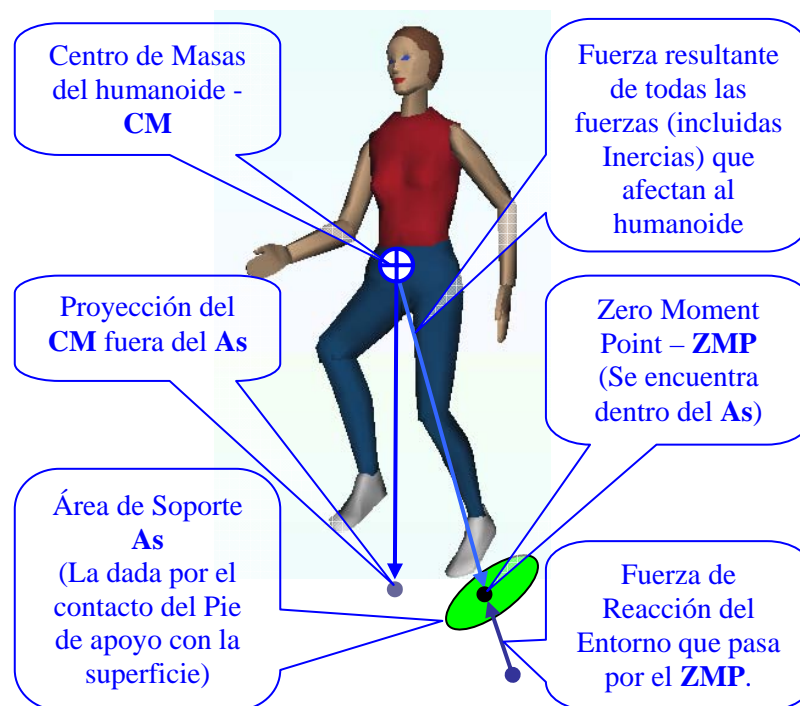 Centro de Masas
del humanoide -
CM
Fuerza resultante
de todas las
fuerzas (incluidas
Inercias) que
afectan al
humanoide
Proyección del
CM fuera del As
Zero Moment
Point – ZMP
(Se encuentra
dentro del As)
Área de Soporte
As
(La dada por el
contacto del Pie
de apoyo con la
superficie)
Fuerza de
Reacción del
Entorno que pasa
por el ZMP.